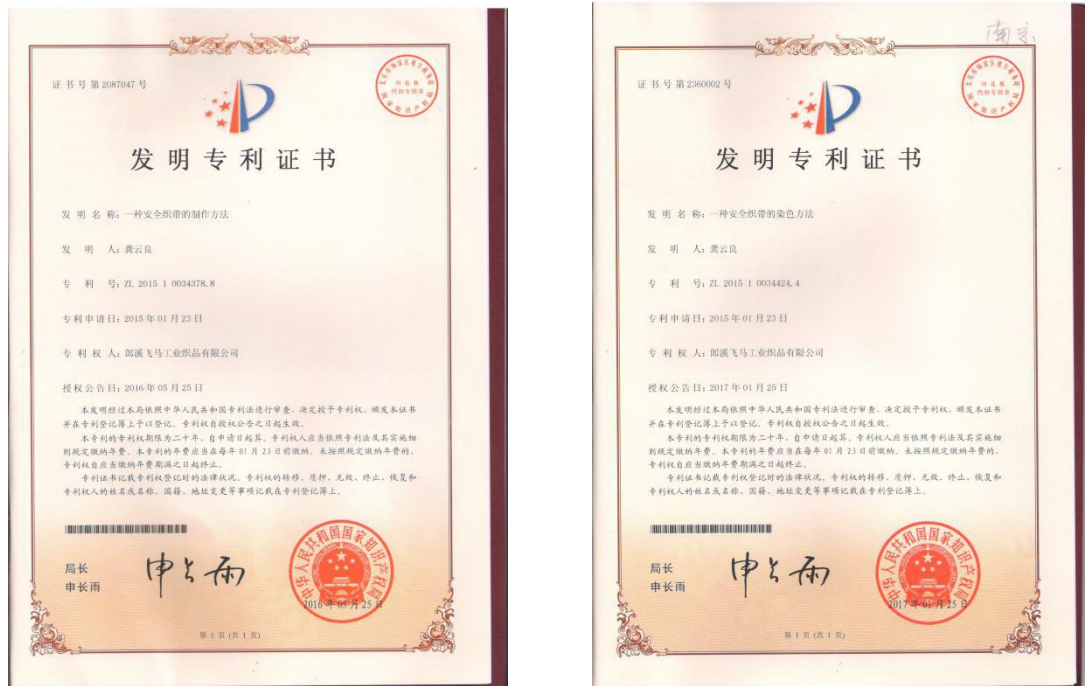 证书号第2087047号
发明专利证书
发 明 名 称：一种安全织带的制作方法
发 明 人：龚云良
专 利 号：ZL 2015 1 0034378.8
专利申请日：2015年01月23日
专 利 权 人：郎溪飞马工业织品有限公司
授权公告日：2016年05月25日
本发明经过本局依照中华人民共和国专利法进行审查，决定授予专利权，颁发本证书
并在专利登记簿上予以登记。专利权自授权公告之日起生效。
本专利的专利权期限为二十年，自申请日起算。专利权人应当依照专利法及其实施细
则规定缴纳年费。本专利的年费应当在每年01月23日前缴纳。未按照规定缴纳年费的，
专利权自应当缴纳年费期满之日起终止。
专利证书记载专利权登记时的法律状况。专利权的转移、质押、无效、终止、恢复和
专利权人的姓名或名称、国籍、地址变更等事项记载在专利登记簿上。
局长
申长雨
申长雨
中华人民共和国国家知识产权局
2016年05月25日
第 1 页 (共 1 页)
南京
证书号第2360002号
发明专利证书
发 明 名 称：一种安全织带的染色方法
发 明 人：龚云良
专 利 号：ZL 2015 1 0034424.4
专利申请日：2015年01月23日
专 利 权 人：郎溪飞马工业织品有限公司
授权公告日：2017年01月25日
本发明经过本局依照中华人民共和国专利法进行审查，决定授予专利权，颁发本证书
并在专利登记簿上予以登记。专利权自授权公告之日起生效。
本专利的专利权期限为二十年，自申请日起算。专利权人应当依照专利法及其实施细
则规定缴纳年费。本专利的年费应当在每年01月23日前缴纳。未按照规定缴纳年费的，
专利权自应当缴纳年费期满之日起终止。
专利证书记载专利权登记时的法律状况。专利权的转移、质押、无效、终止、恢复和
专利权人的姓名或名称、国籍、地址变更等事项记载在专利登记簿上。
局长
申长雨
申长雨
中华人民共和国国家知识产权局
2017年01月25日
第 1 页 (共 1 页)